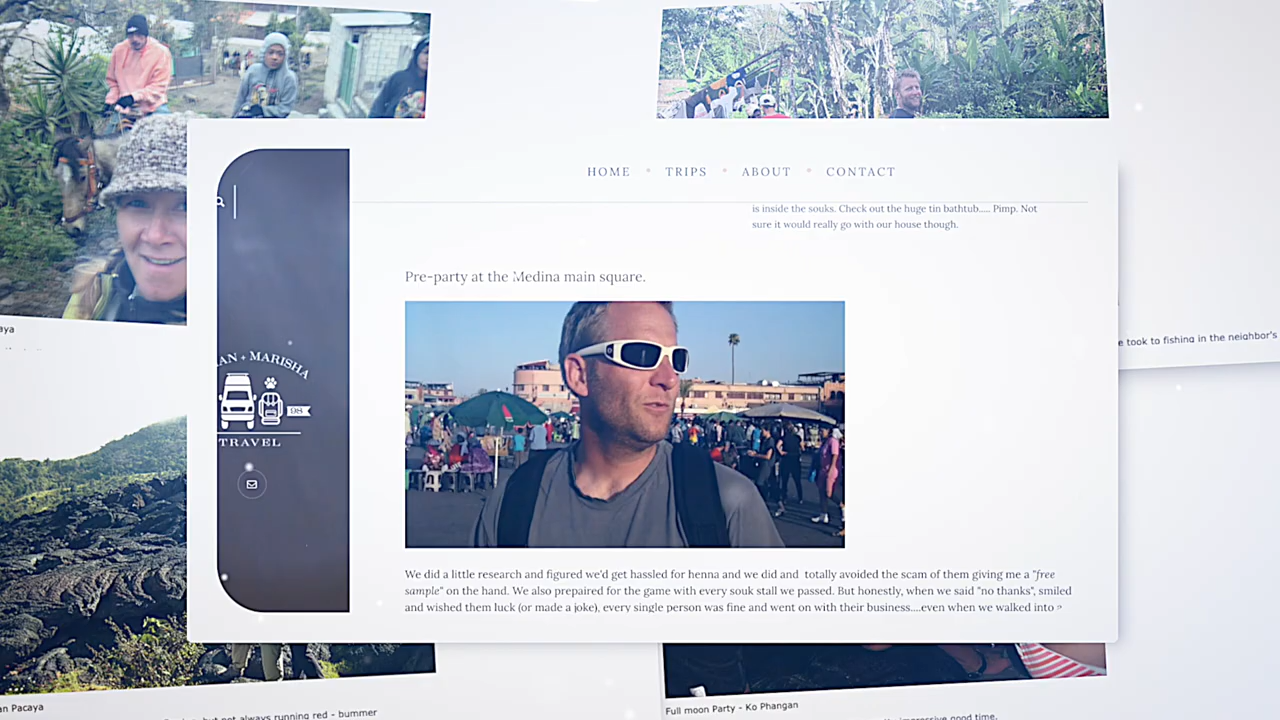 HOME • TRIPS • ABOUT • CONTACT
is inside the souks. Check out the huge tin bathtub..... Pimp. Not
sure it would really go with our house though.
Pre-party at the Medina main square.
AN + MARISHA
98
TRAVEL
We did a little research and figured we'd get hassled for henna and we did and totally avoided the scam of them giving me a "free
sample" on the hand. We also prepaired for the game with every souk stall we passed. But honestly, when we said "no thanks", smiled
and wished them luck (or made a joke), every single person was fine and went on with their business....even when we walked into
aya
e took to fishing in the neighbor's
an Pacaya
but not always running red - bummer
Full moon Party - Ko Phangan
impressive good time.